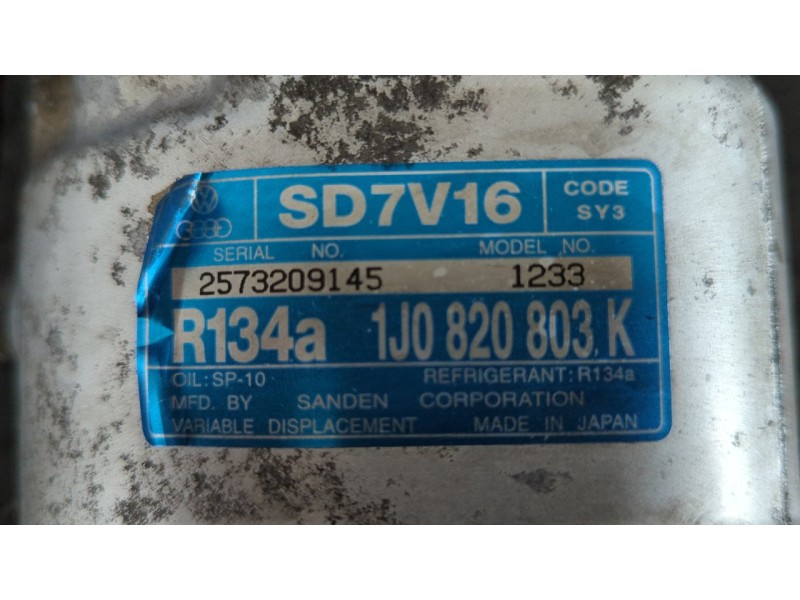 SD7V16
CODE
SY3
SERIAL NO. MODEL NO.
2573209145 1233
R134a 1J0 820 803 K
OIL: SP-10 REFRIGERANT: R134a
MFD. BY SANDEN CORPORATION
VARIABLE DISPLACEMENT MADE IN JAPAN